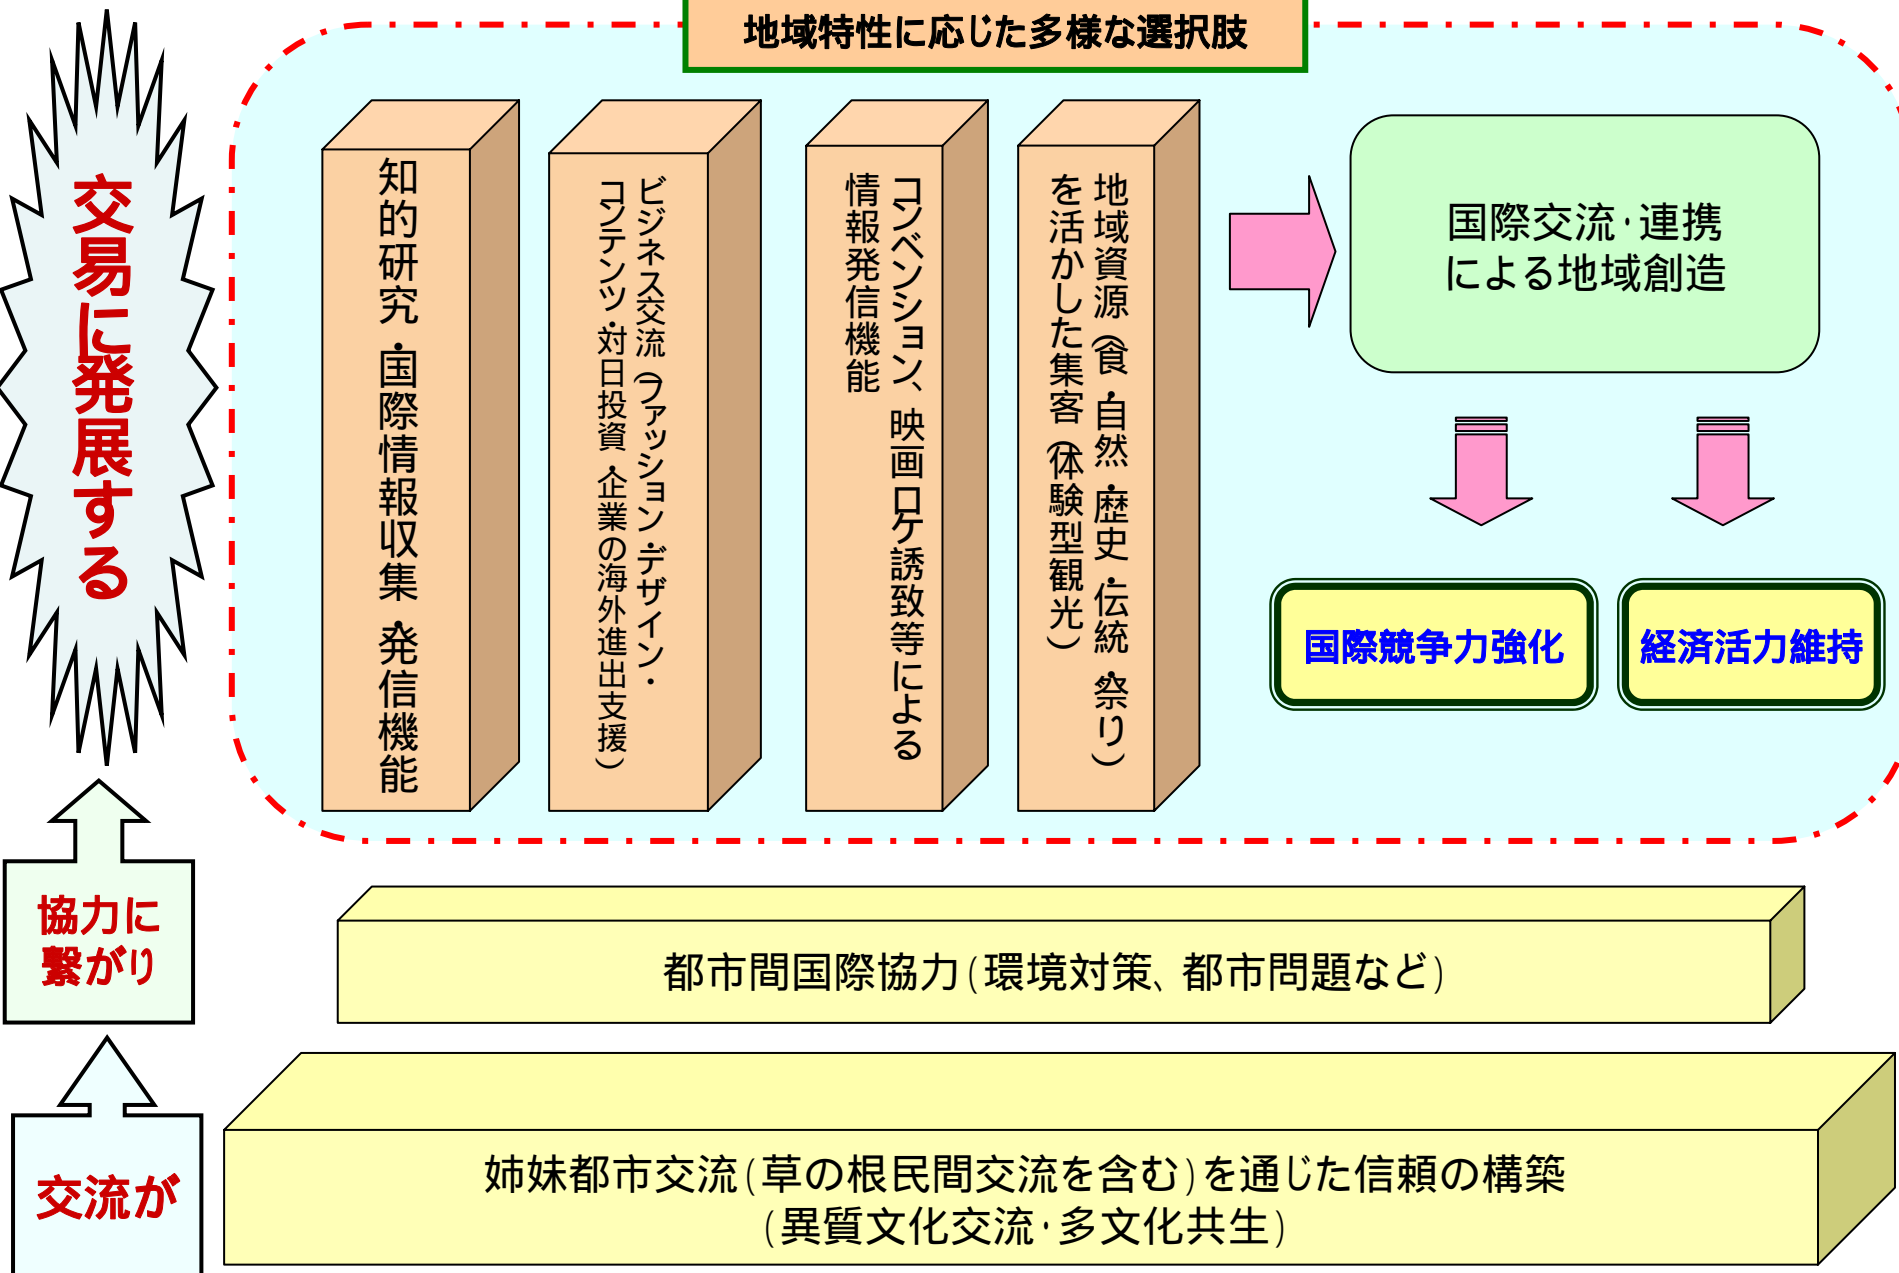 地域特性に応じた多様な選択肢
交易に発展する
知的研究・国際情報収集・発信機能
ビジネス交流(ファッション・デザイン・
コンテンツ・対日投資・企業の海外進出支援)
コンベンション、映画ロケ誘致等による
情報発信機能
地域資源(食・自然・歴史・伝統・祭り)
を活かした集客(体験型観光)
国際交流・連携
による地域創造
国際競争力強化
経済活力維持
協力に
繋がり
都市間国際協力(環境対策、都市問題など)
交流が
姉妹都市交流(草の根民間交流を含む)を通じた信頼の構築
(異質文化交流・多文化共生)